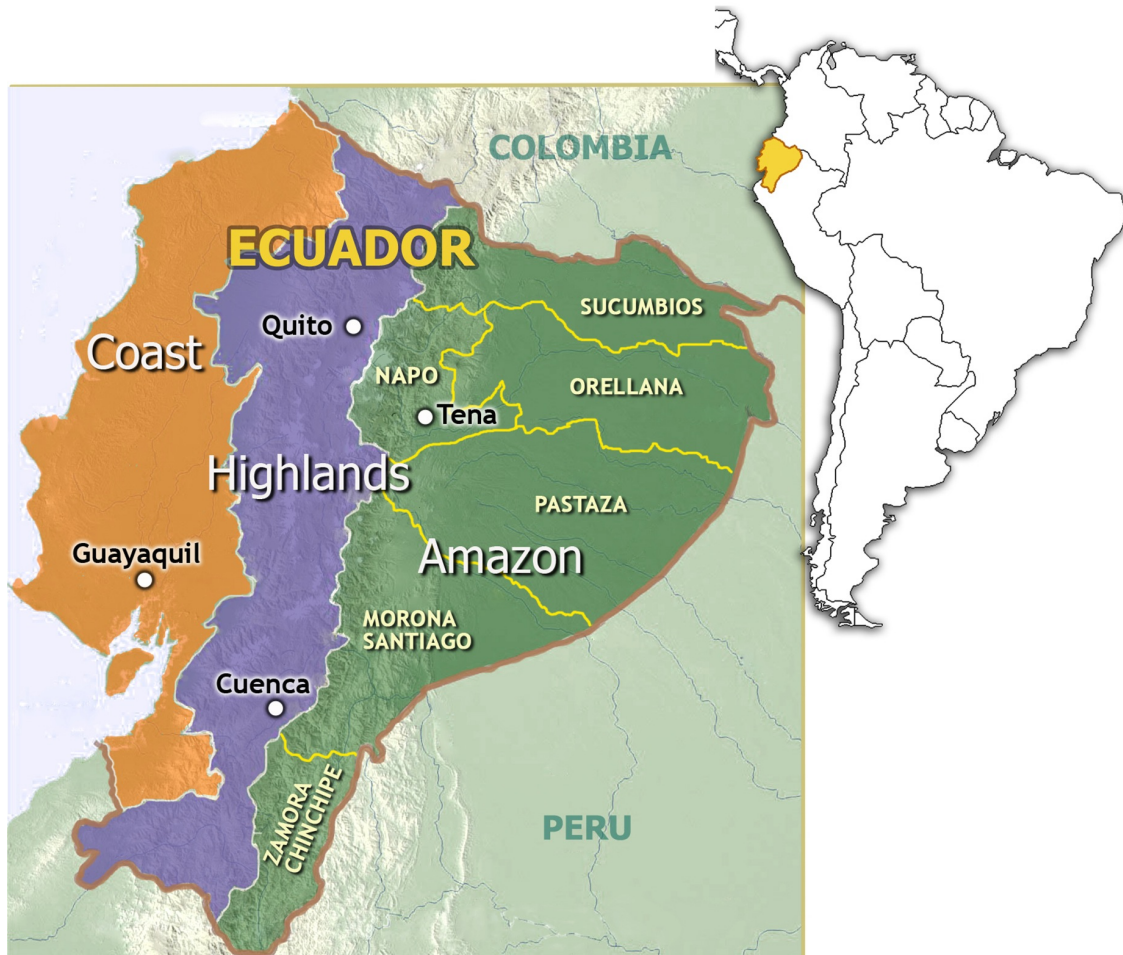 COLOMBIA
ECUADOR
SUCUMBIOS
Quito
Coast
NAPO
ORELLANA
Tena
Highlands
PASTAZA
Guayaquil
Amazon
MORONA
SANTIAGO
Cuenca
ZAMORA
CHINCHIPE
PERU